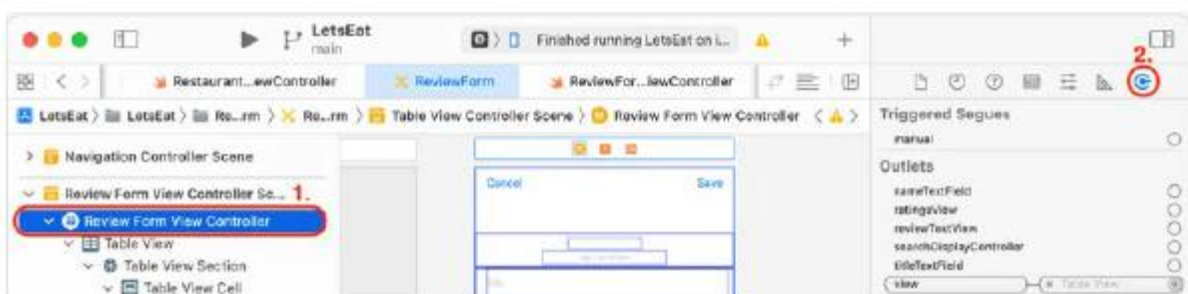 LetsEat
main
Finished running LetsEat on i...
+
2.
Restaurant...ewController
ReviewForm
ReviewFor...iewController
LetsEat > LetsEat > Re...rm > Re...rm > Table View Controller Scene > Review Form View Controller
Triggered Segues
manual
Navigation Controller Scene
Outlets
Cancel
Save
Review Form View Controller Sc... 1.
nameTextField
ratingsView
Review Form View Controller
reviewTextView
Table View
searchDisplayController
Table View Section
titleTextField
Table View Cell
view
Table View